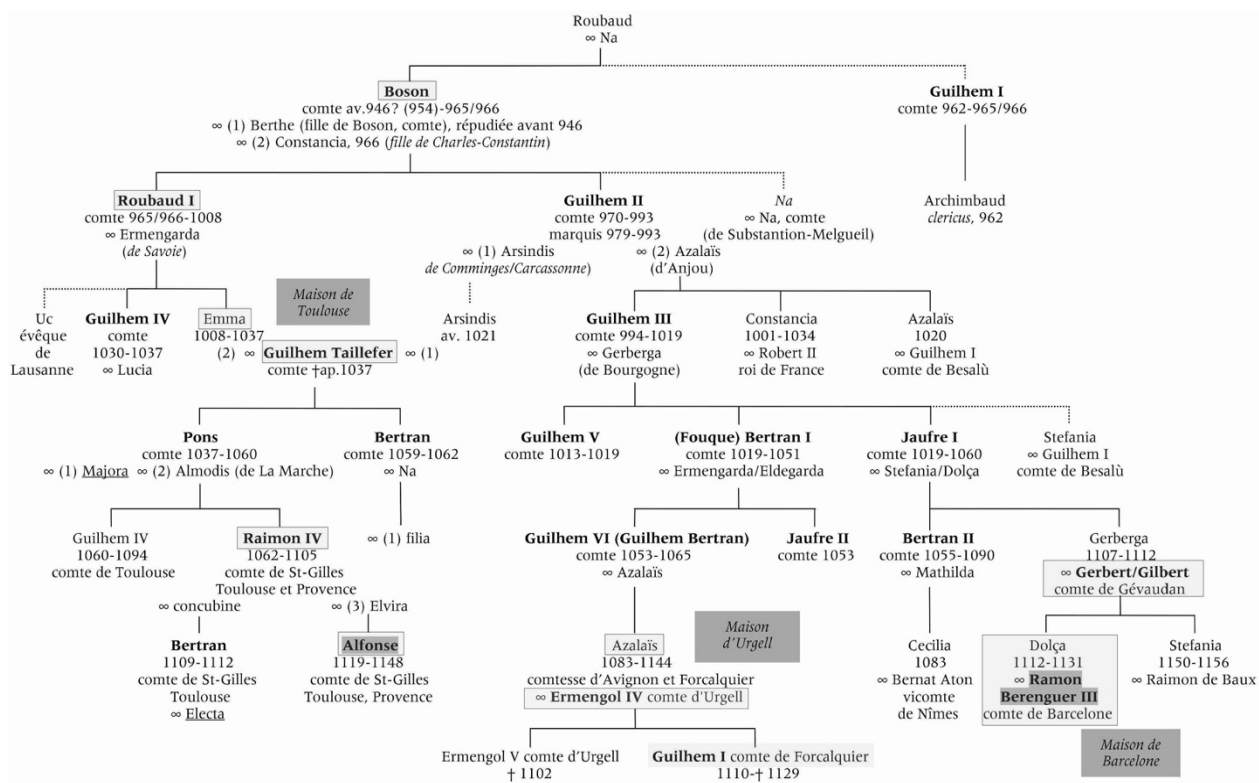 Roubaud
∞ Na
Boson
comte av.946? (954)-965/966
∞ (1) Berthe (fille de Boson, comte), répudiée avant 946
∞ (2) Constancia, 966 (fille de Charles-Constantin)
Guilhem I
comte 962-965/966
Roubaud I
comte 965/966-1008
∞ Ermengarda
(de Savoie)
Guilhem II
comte 970-993
marquis 979-993
∞ (1) Arsindis
de Comminges/Carcassonne)
∞ (2) Azalaïs
(d'Anjou)
Na
∞ Na, comte
(de Substantion-Melgueil)
Archimbaud
clericus, 962
Uc
évêque
de
Lausanne
Guilhem IV
comte
1030-1037
∞ Lucia
Emma
1008-1037
Maison de
Toulouse
(2) ∞ Guilhem Taillefer ∞ (1)
comte †ap.1037
Arsindis
av. 1021
Guilhem III
comte 994-1019
∞ Gerberga
(de Bourgogne)
Constancia
1001-1034
∞ Robert II
roi de France
Azalaïs
1020
∞ Guilhem I
comte de Besalù
Pons
comte 1037-1060
∞ (1) Majora ∞ (2) Almodis (de La Marche)
Bertran
comte 1059-1062
∞ Na
Guilhem V
comte 1013-1019
(Fouque) Bertran I
comte 1019-1051
∞ Ermengarda/Eldegarda
Jaufre I
comte 1019-1060
∞ Stefania/Dolça
Stefania
∞ Guilhem I
comte de Besalù
Guilhem IV
1060-1094
comte de Toulouse
Raimon IV
1062-1105
comte de St-Gilles
Toulouse et Provence
∞ concubine
∞ (3) Elvira
∞ (1) filia
Guilhem VI (Guilhem Bertran)
comte 1053-1065
∞ Azalaïs
Jaufre II
comte 1053
Bertran II
comte 1055-1090
∞ Mathilda
Gerberga
1107-1112
∞ Gerbert/Gilbert
comte de Gévaudan
Bertran
1109-1112
comte de St-Gilles
Toulouse
∞ Electa
Alfonse
1119-1148
comte de St-Gilles
Toulouse, Provence
Azalaïs
1083-1144
comtesse d'Avignon et Forcalquier
∞ Ermengol IV comte d'Urgell
Maison
d'Urgell
Cecilia
1083
∞ Bernat Aton
vicomte
de Nîmes
Dolça
1112-1131
∞ Ramon
Berenguer III
comte de Barcelone
Stefania
1150-1156
∞ Raimon de Baux
Ermengol V comte d'Urgell
† 1102
Guilhem I comte de Forcalquier
1110-† 1129
Maison de
Barcelone